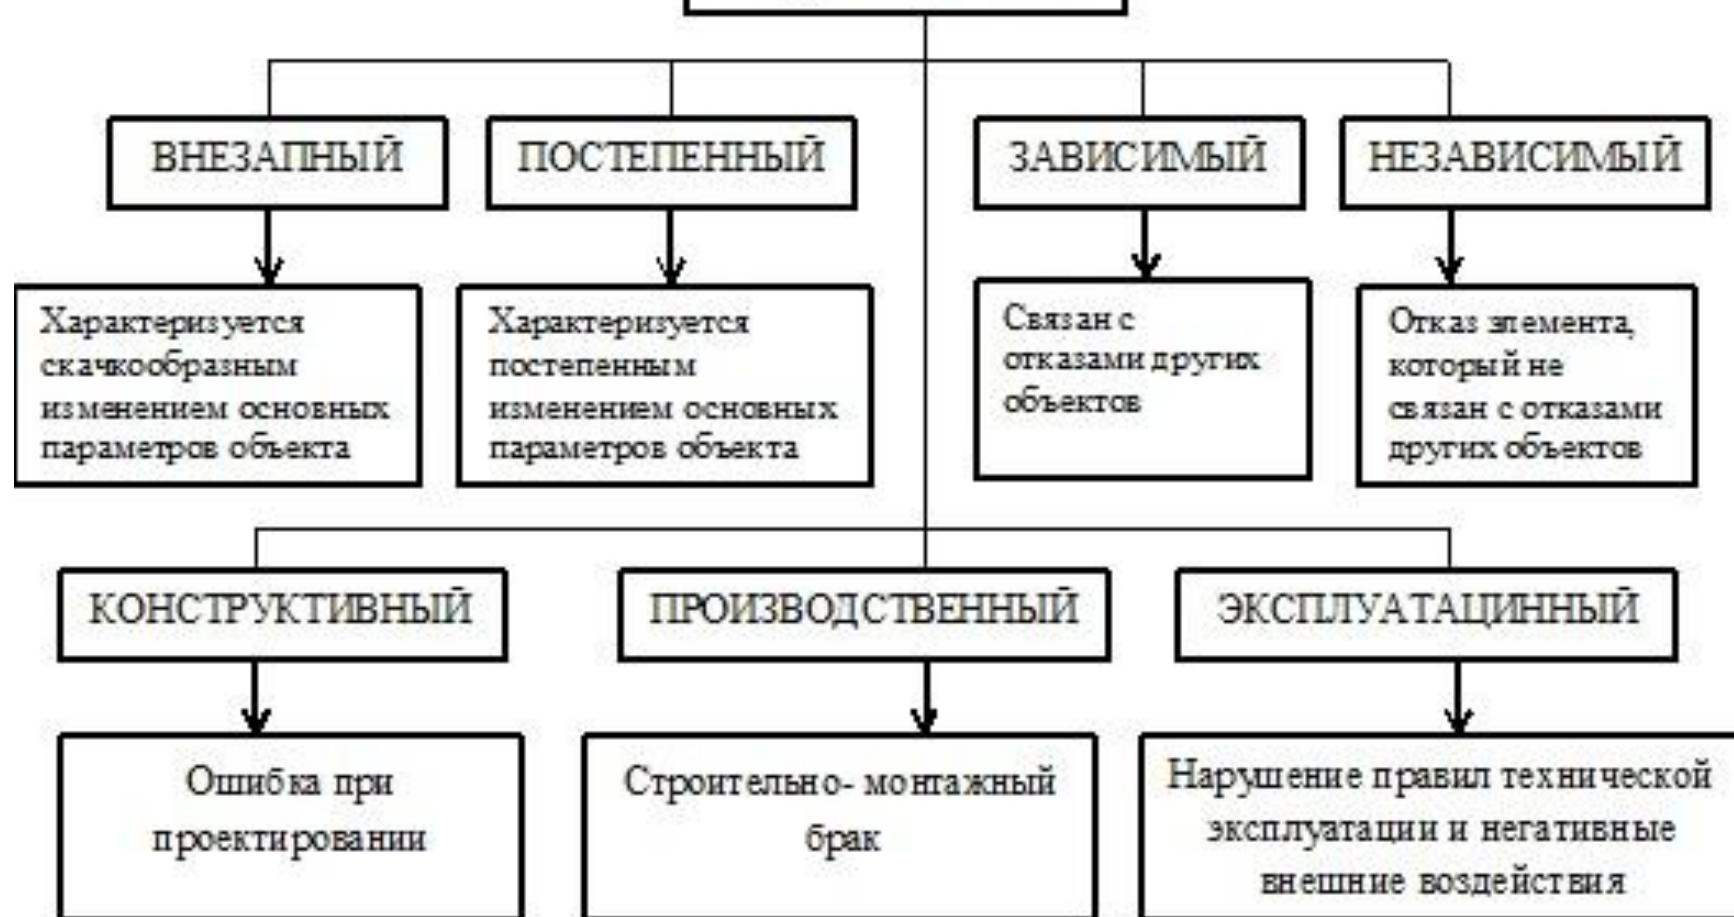 ВНЕЗАПНЫЙ
ПОСТЕПЕННЫЙ
ЗАВИСИМЫЙ
НЕЗАВИСИМЫЙ
Характеризуется
скачкообразным
изменением основных
параметров объекта
Характеризуется
постепенным
изменением основных
параметров объекта
Связан с
отказами других
объектов
Отказ элемента,
который не
связан с отказами
других объектов
КОНСТРУКТИВНЫЙ
ПРОИЗВОДСТВЕННЫЙ
ЭКСПЛУАТАЦИННЫЙ
Ошибка при
проектировании
Строительно- монтажный
брак
Нарушение правил технической
эксплуатации и негативные
внешние воздействия